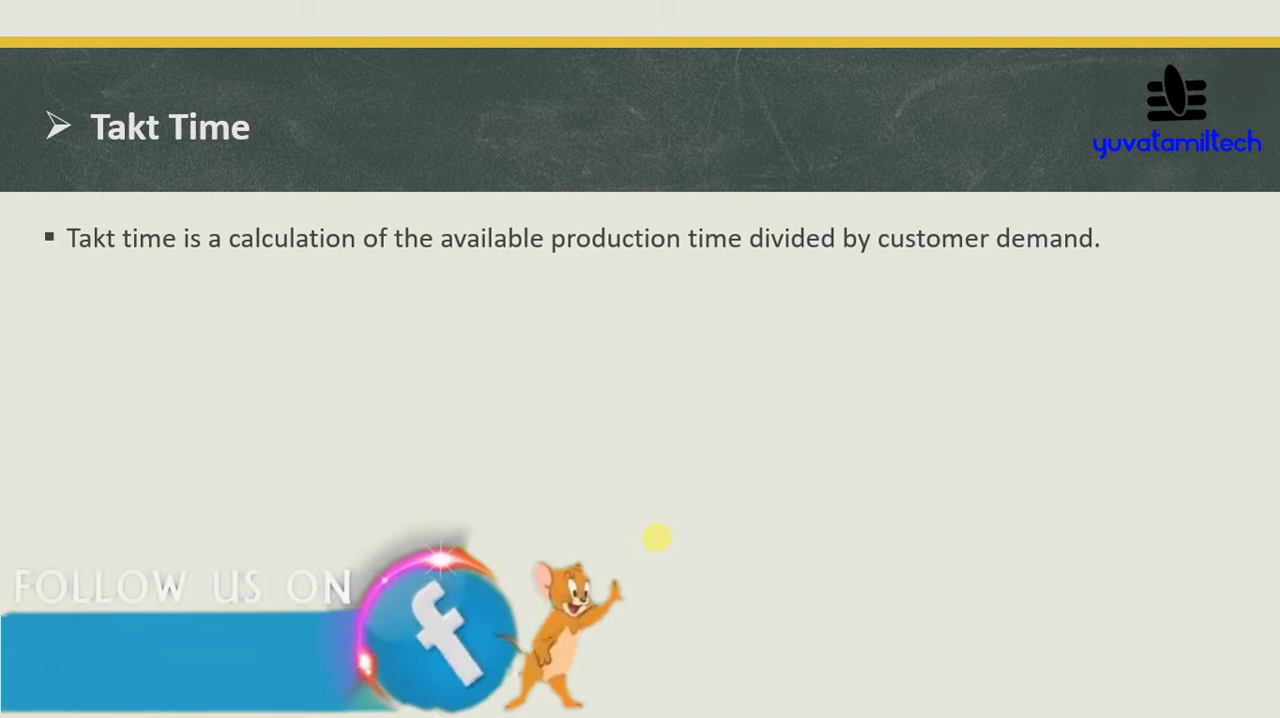 Takt Time
yuvatamiltech
Takt time is a calculation of the available production time divided by customer demand.
FOLLOW US ON
f